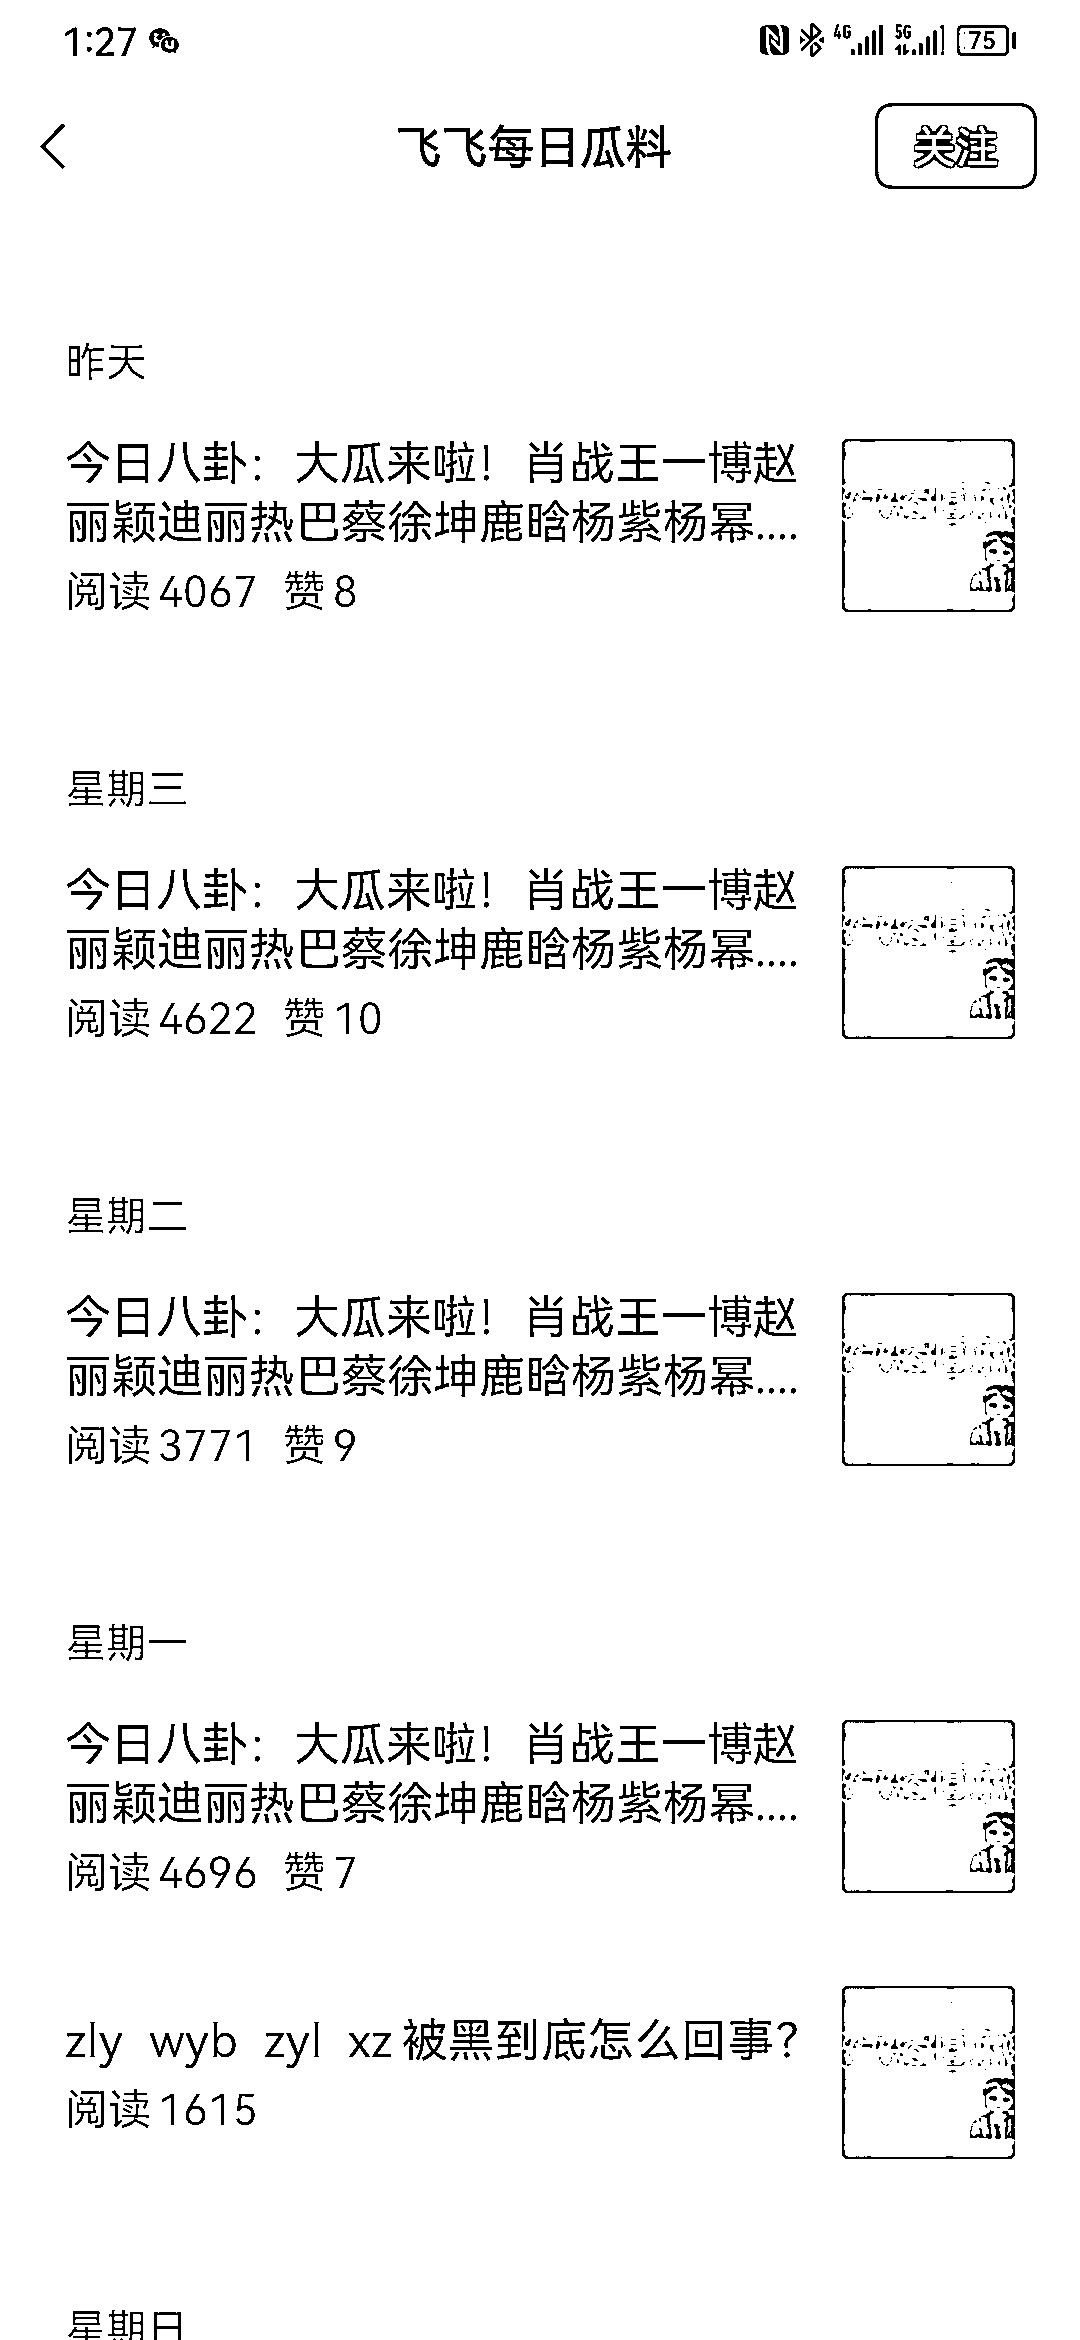 1:27 4G 5G 75
飞飞每日瓜料 关注
昨天
今日八卦：大瓜来啦！肖战王一博赵
丽颖迪丽热巴蔡徐坤鹿晗杨紫杨幂....
阅读 4067 赞 8
星期三
今日八卦：大瓜来啦！肖战王一博赵
丽颖迪丽热巴蔡徐坤鹿晗杨紫杨幂....
阅读 4622 赞 10
星期二
今日八卦：大瓜来啦！肖战王一博赵
丽颖迪丽热巴蔡徐坤鹿晗杨紫杨幂....
阅读 3771 赞 9
星期一
今日八卦：大瓜来啦！肖战王一博赵
丽颖迪丽热巴蔡徐坤鹿晗杨紫杨幂....
阅读 4696 赞 7
zly wyb zyl xz 被黑到底怎么回事？
阅读 1615
星期日